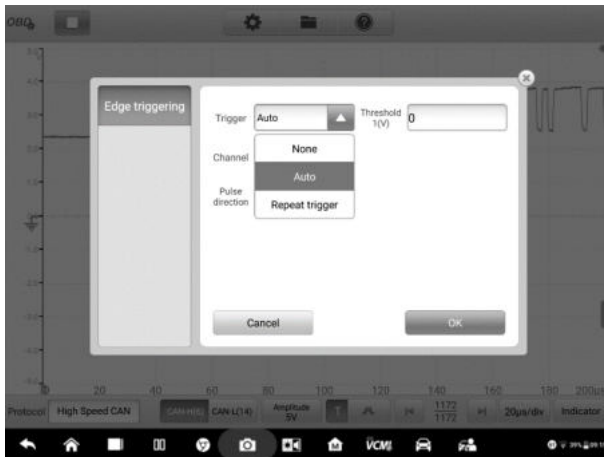 OBD
Edge triggering
Trigger
Auto
Threshold
1(V)
0
Channel
None
Auto
Pulse
direction
Repeat trigger
Cancel
OK
20 40 60 80 100 120 140 160 180 200µs
Protocol High Speed CAN CAN-H(6) CAN-L(14) Amplitude
5V
T
1172
1172
20µs/div Indicator
VCMI